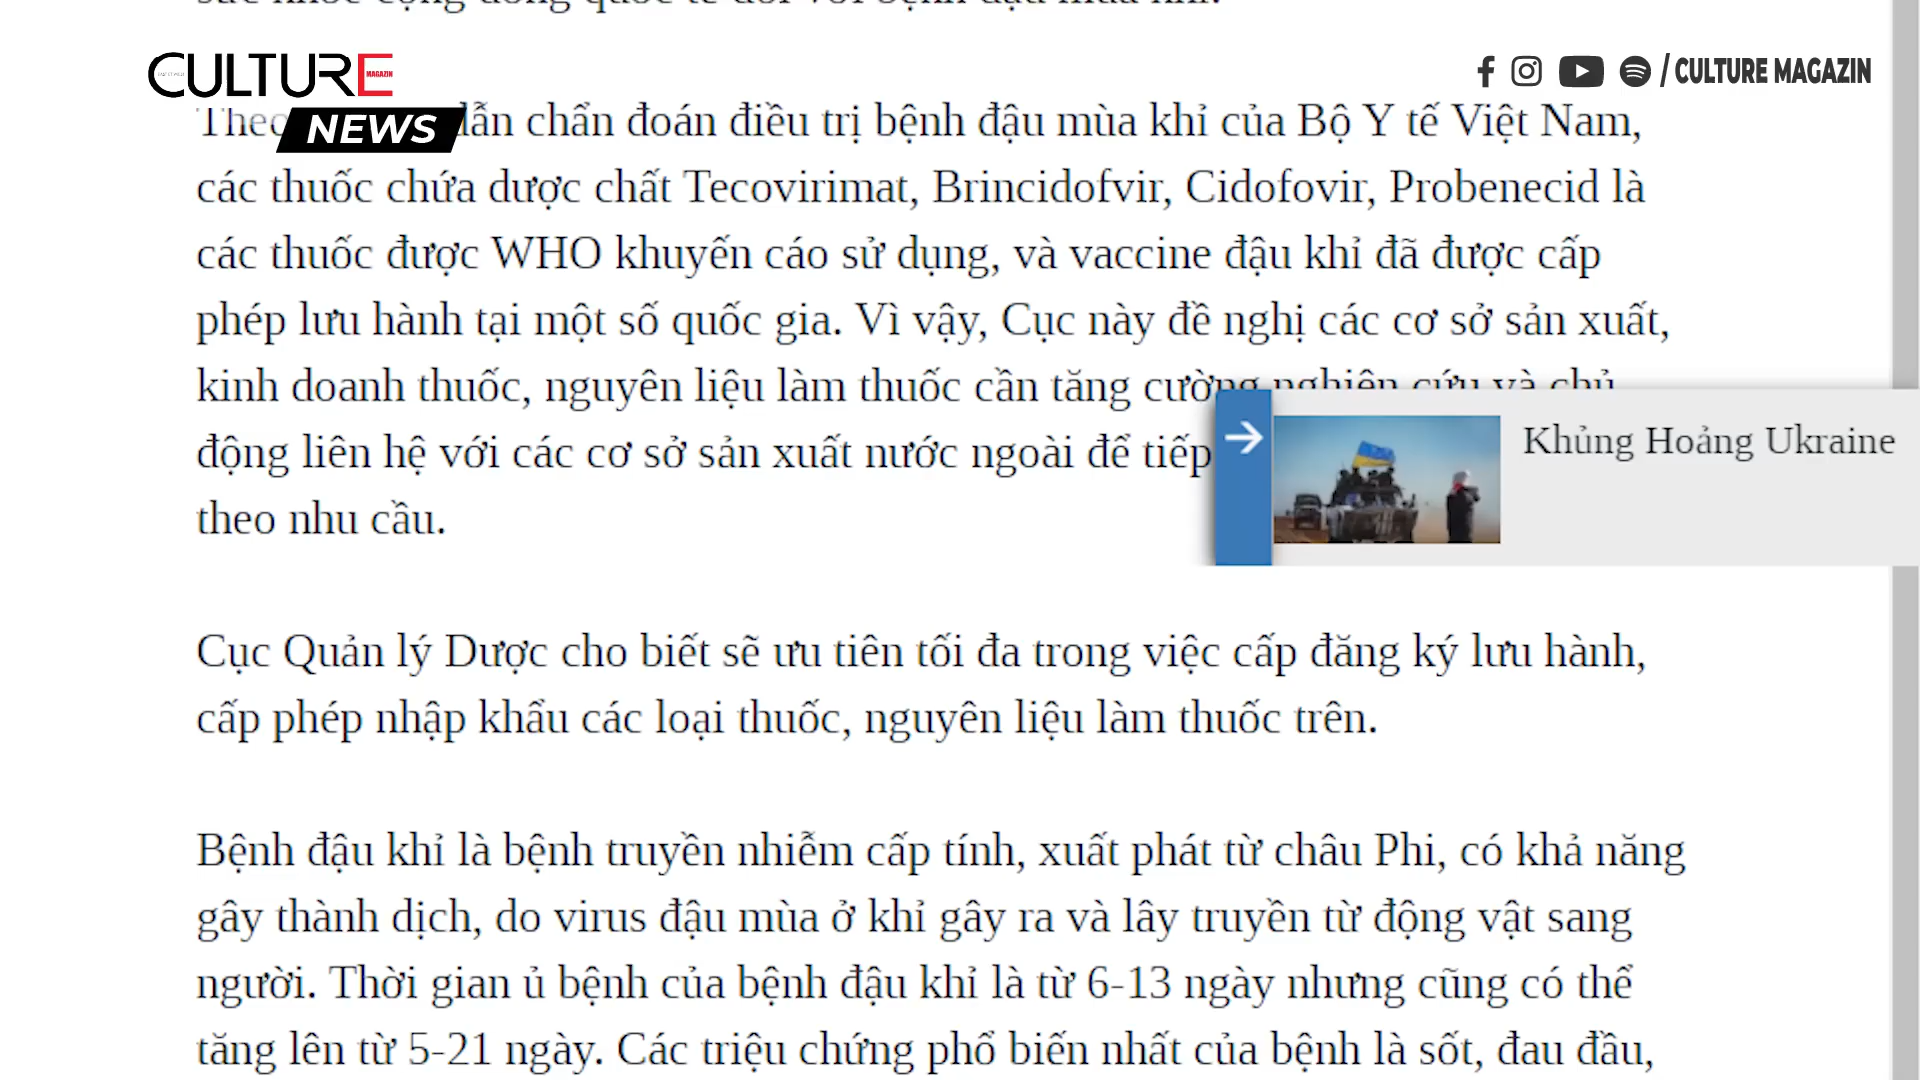 CULTURE
MAGAZIN
NEWS
/ CULTURE MAGAZIN
dẫn chẩn đoán điều trị bệnh đậu mùa khỉ của Bộ Y tế Việt Nam,
các thuốc chứa dược chất Tecovirimat, Brincidofvir, Cidofovir, Probenecid là
các thuốc được WHO khuyến cáo sử dụng, và vaccine đậu khỉ đã được cấp
phép lưu hành tại một số quốc gia. Vì vậy, Cục này đề nghị các cơ sở sản xuất,
kinh doanh thuốc, nguyên liệu làm thuốc cần tăng cường nghiên cứu và chủ
động liên hệ với các cơ sở sản xuất nước ngoài để tiếp
theo nhu cầu.
Khủng Hoảng Ukraine
Cục Quản lý Dược cho biết sẽ ưu tiên tối đa trong việc cấp đăng ký lưu hành,
cấp phép nhập khẩu các loại thuốc, nguyên liệu làm thuốc trên.
Bệnh đậu khỉ là bệnh truyền nhiễm cấp tính, xuất phát từ châu Phi, có khả năng
gây thành dịch, do virus đậu mùa ở khỉ gây ra và lây truyền từ động vật sang
người. Thời gian ủ bệnh của bệnh đậu khỉ là từ 6-13 ngày nhưng cũng có thể
tăng lên từ 5-21 ngày. Các triệu chứng phổ biến nhất của bệnh là sốt, đau đầu,